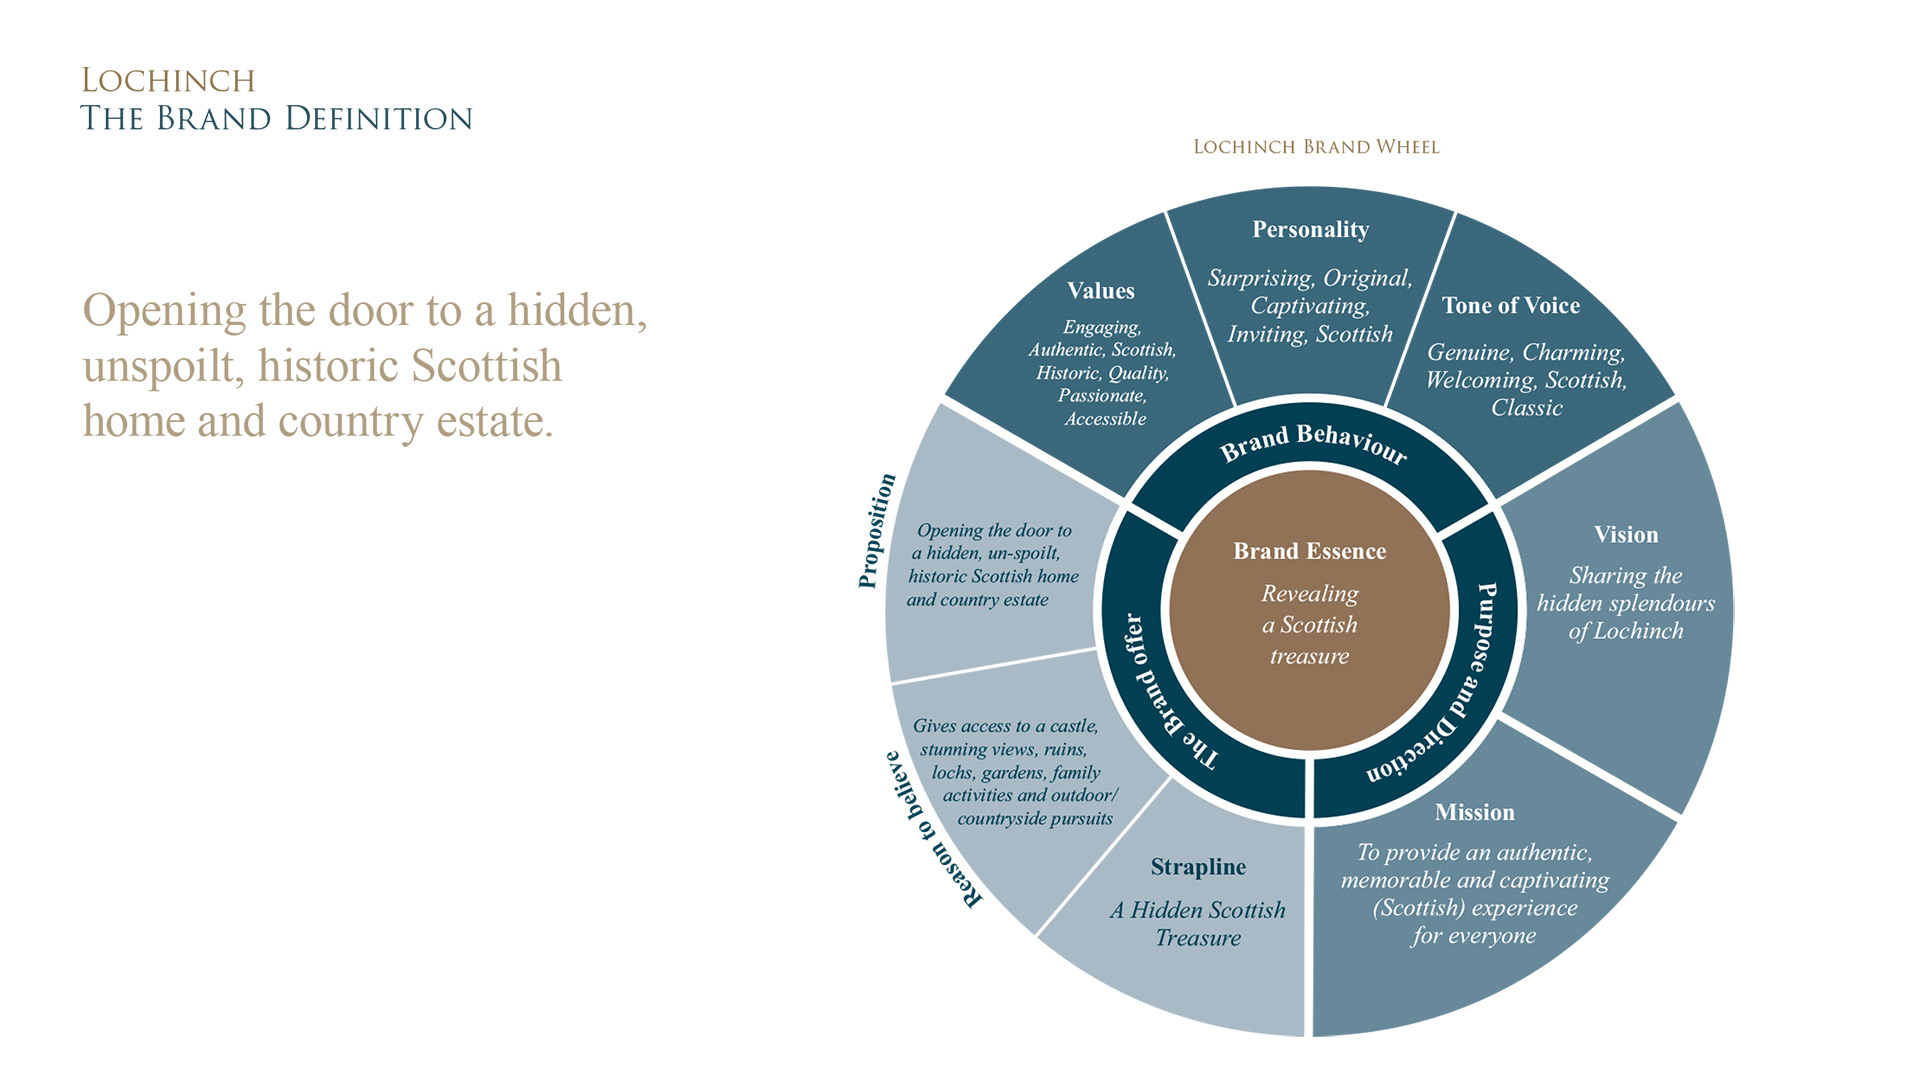 LOCHINCH
THE BRAND DEFINITION
Opening the door to a hidden,
unspoilt, historic Scottish
home and country estate.
LOCHINCH BRAND WHEEL
Personality
Surprising, Original,
Captivating,
Inviting, Scottish
Values
Engaging,
Authentic, Scottish,
Historic, Quality,
Passionate,
Accessible
Tone of Voice
Genuine, Charming,
Welcoming, Scottish,
Classic
Brand Behaviour
Proposition
Opening the door to
a hidden, un-spoilt,
historic Scottish home
and country estate
Brand Essence
Revealing
a Scottish
treasure
Vision
Sharing the
hidden splendours
of Lochinch
The Brand offer
Purpose and Direction
Reason to believe
Gives access to a castle,
stunning views, ruins,
lochs, gardens, family
activities and outdoor/
countryside pursuits
Strapline
A Hidden Scottish
Treasure
Mission
To provide an authentic,
memorable and captivating
(Scottish) experience
for everyone